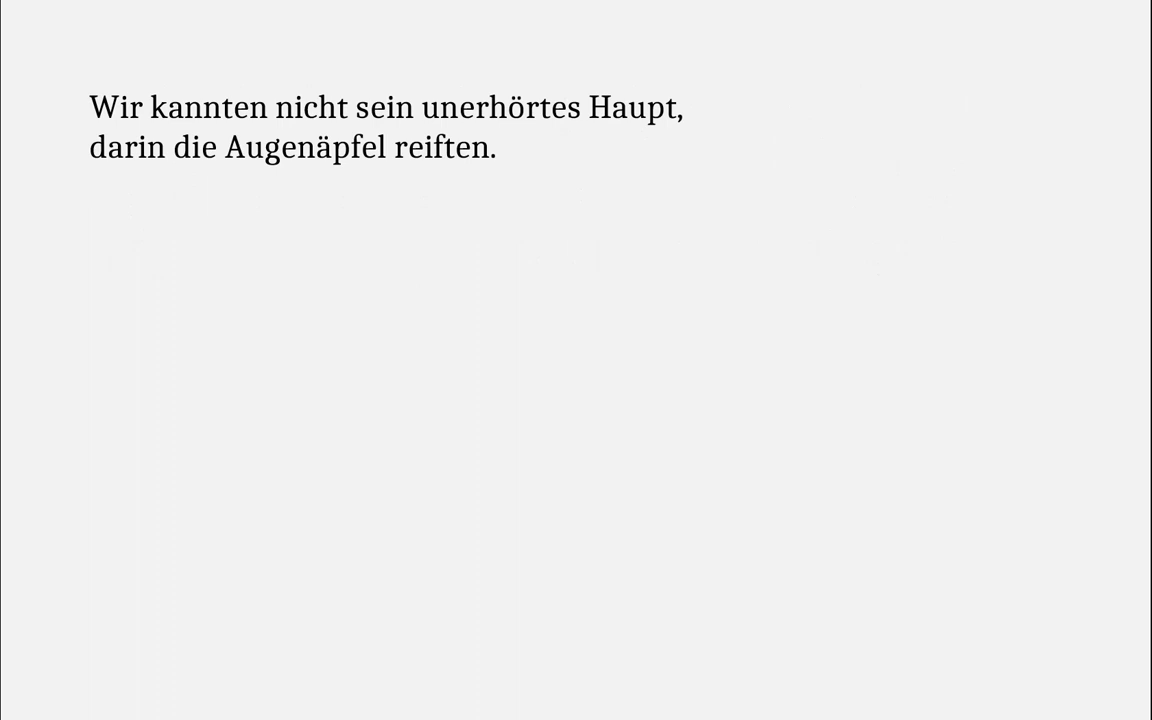 Wir kannten nicht sein unerhörtes Haupt,
darin die Augenäpfel reiften.